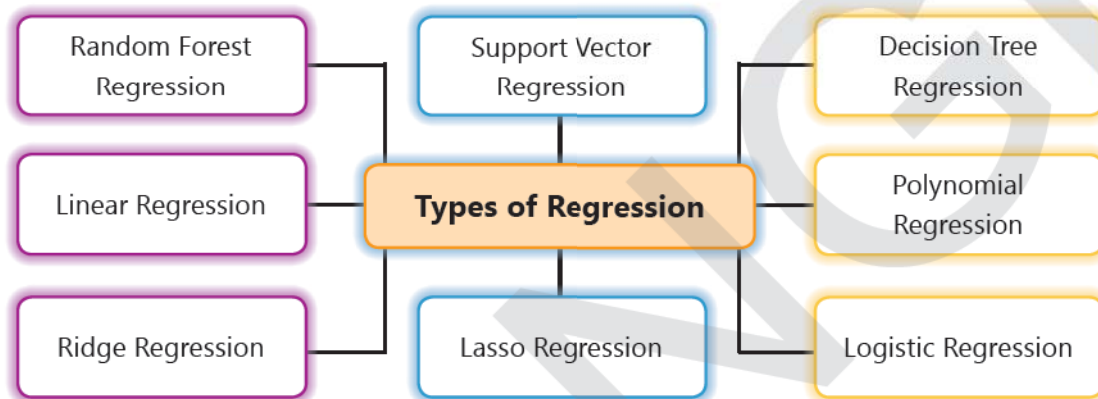 Random Forest
Regression
Support Vector
Regression
Decision Tree
Regression
Linear Regression
Types of Regression
Polynomial
Regression
Ridge Regression
Lasso Regression
Logistic Regression